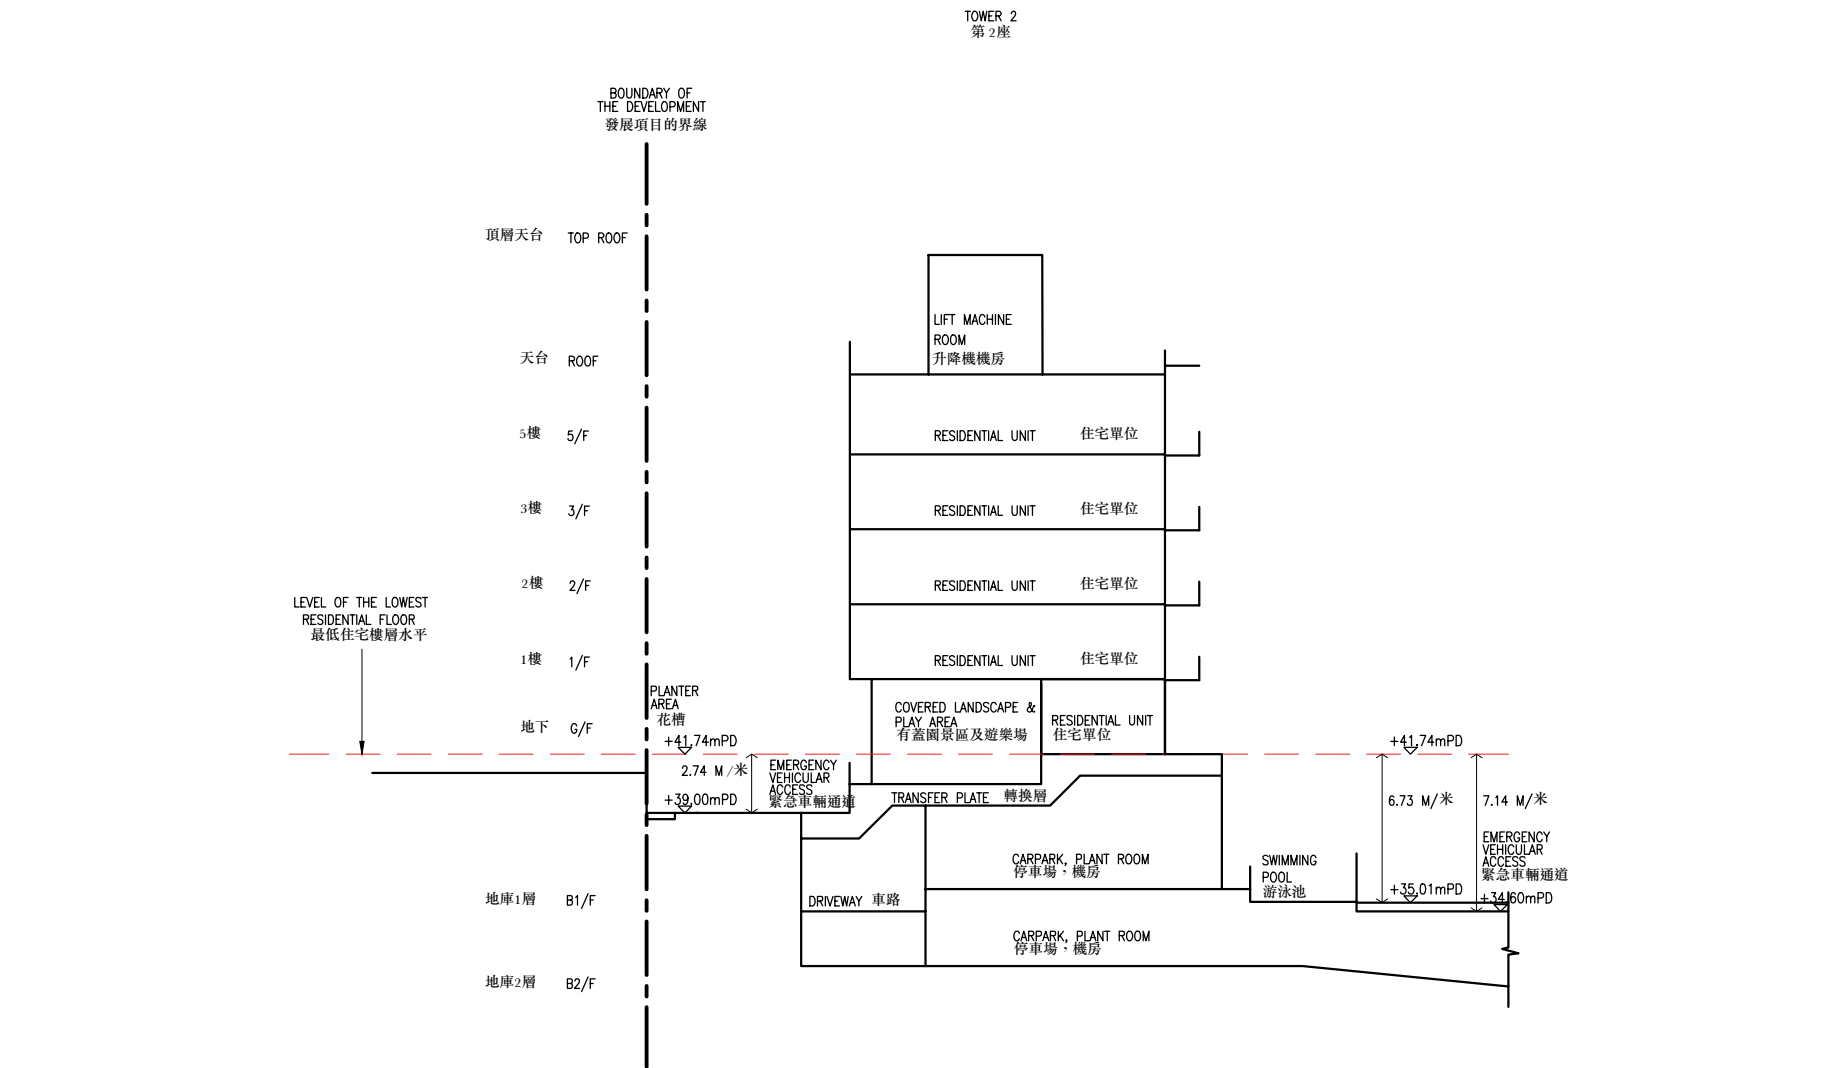 TOWER 2
第 2座
BOUNDARY OF
THE DEVELOPMENT
發展項目的界線
頂層天台 TOP ROOF
LIFT MACHINE
ROOM
升降機機房
天台 ROOF
5樓 5/F
RESIDENTIAL UNIT 住宅單位
3樓 3/F
RESIDENTIAL UNIT 住宅單位
2樓 2/F
RESIDENTIAL UNIT 住宅單位
LEVEL OF THE LOWEST
RESIDENTIAL FLOOR
最低住宅樓層水平
1樓 1/F
RESIDENTIAL UNIT 住宅單位
PLANTER
AREA
花槽
地下 G/F
COVERED LANDSCAPE &
PLAY AREA
有蓋園景區及遊樂場
RESIDENTIAL UNIT
住宅單位
+41.74mPD
+41.74mPD
2.74 M/米
EMERGENCY
VEHICULAR
ACCESS
緊急車輛通道
+39.00mPD
TRANSFER PLATE 轉換層
6.73 M/米
7.14 M/米
EMERGENCY
VEHICULAR
ACCESS
緊急車輛通道
CARPARK, PLANT ROOM
停車場，機房
SWIMMING
POOL
游泳池
+35.01mPD
+34.60mPD
地庫1層 B1/F
DRIVEWAY 車路
CARPARK, PLANT ROOM
停車場，機房
地庫2層 B2/F